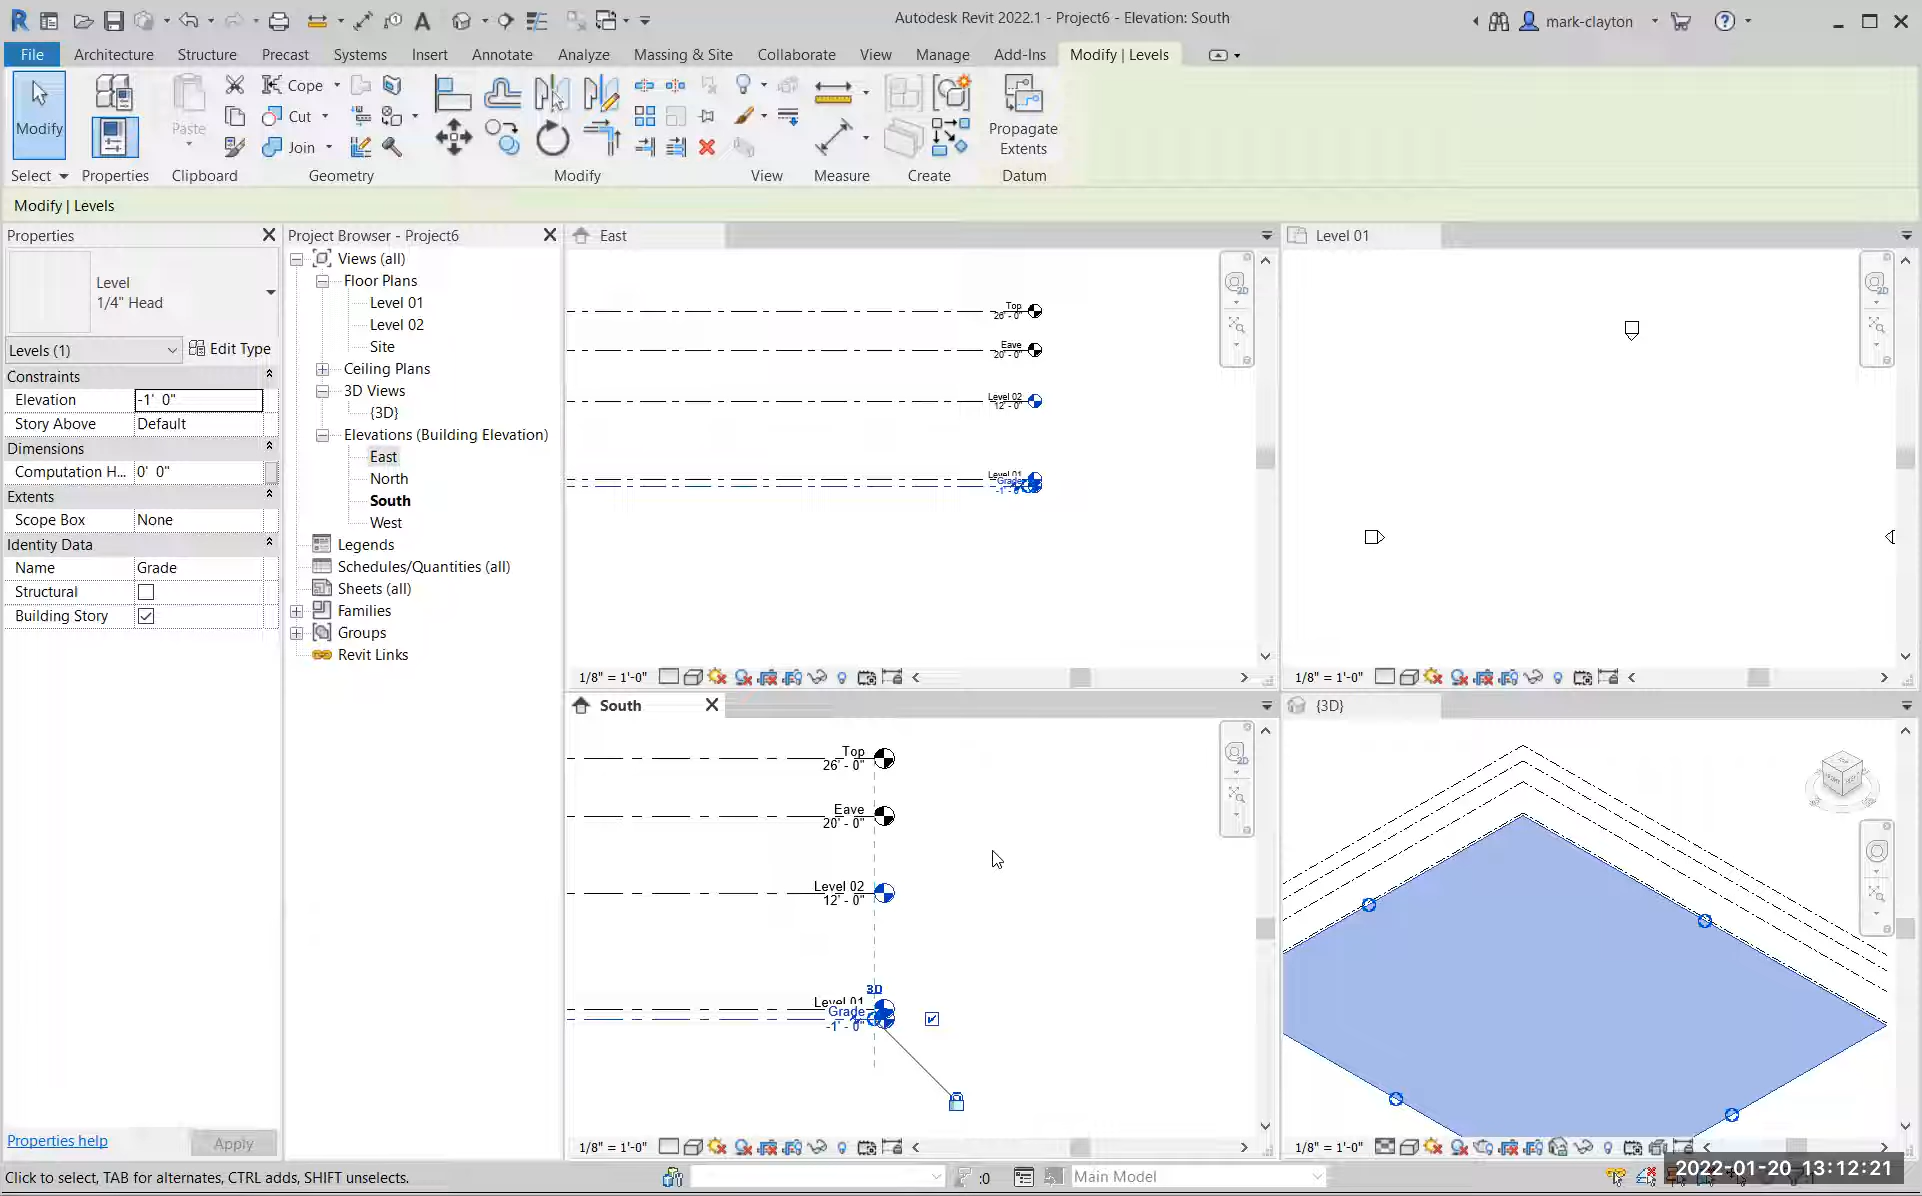 Autodesk Revit 2022.1 - Project6 - Elevation: South
mark-clayton
File Architecture Structure Precast Systems Insert Annotate Analyze Massing & Site Collaborate View Manage Add-Ins Modify | Levels
Modify
Paste
Cope
Cut
Join
Propagate
Extents
Select Properties Clipboard Geometry Modify View Measure Create Datum
Modify | Levels
Properties
Level
1/4" Head
Levels (1)
Edit Type
Constraints
Elevation -1' 0"
Story Above Default
Dimensions
Computation H... 0' 0"
Extents
Scope Box None
Identity Data
Name Grade
Structural
Building Story
Properties help
Apply
Project Browser - Project6
Views (all)
Floor Plans
Level 01
Level 02
Site
Ceiling Plans
3D Views
{3D}
Elevations (Building Elevation)
East
North
South
West
Legends
Schedules/Quantities (all)
Sheets (all)
Families
Groups
Revit Links
East
Top
26' - 0"
Eave
20' - 0"
Level 02
12' - 0"
Level 01
Grade
-1' - 0"
1/8" = 1'-0"
Level 01
1/8" = 1'-0"
South
Top
26' - 0"
Eave
20' - 0"
Level 02
12' - 0"
3D
Level 01
Grade
-1' - 0"
1/8" = 1'-0"
{3D}
1/8" = 1'-0"
Click to select, TAB for alternates, CTRL adds, SHIFT unselects.
:0
Main Model
2022-01-20 13:12:21